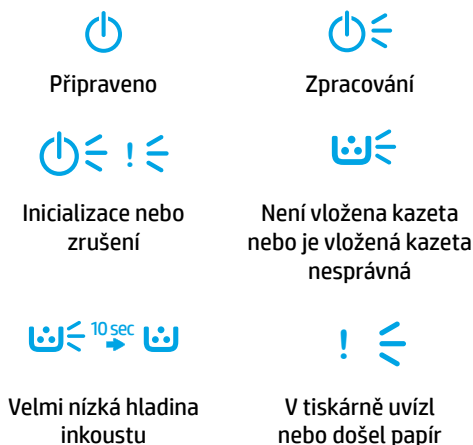 Připraveno
Zpracování
!
Inicializace nebo
zrušení
Není vložena kazeta
nebo je vložená kazeta
nesprávná
10 sec
Velmi nízká hladina
inkoustu
!
V tiskárně uvízl
nebo došel papír